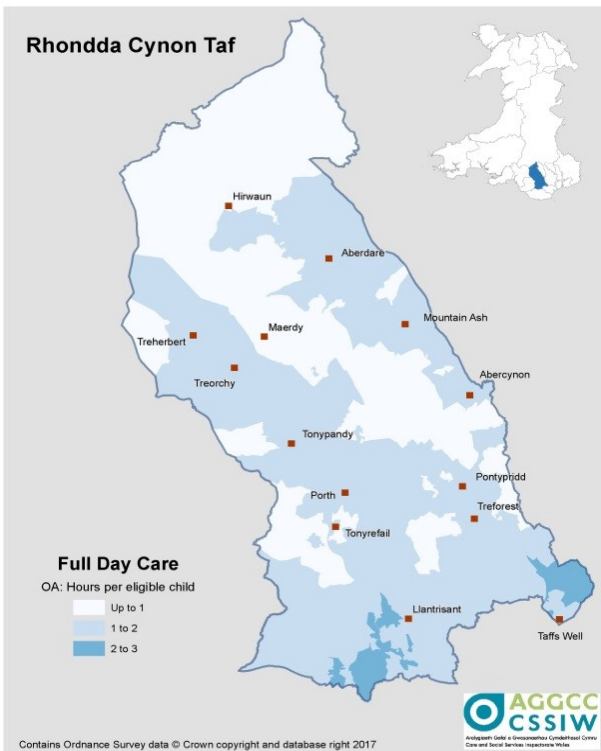 Rhondda Cynon Taf
Hirwaun
Aberdare
Mountain Ash
Maerdy
Treherbert
Treorchy
Abercynon
Tonypandy
Pontypridd
Porth
Treforest
Tonyrefail
Full Day Care
OA: Hours per eligible child
Up to 1
1 to 2
2 to 3
Llantrisant
Taffs Well
AGGCC
CSSIW
Arolygiaeth Gofal a Gwasanaethau Cymdeithasol Cymru
Care and Social Services Inspectorate Wales
Contains Ordnance Survey data © Crown copyright and database right 2017